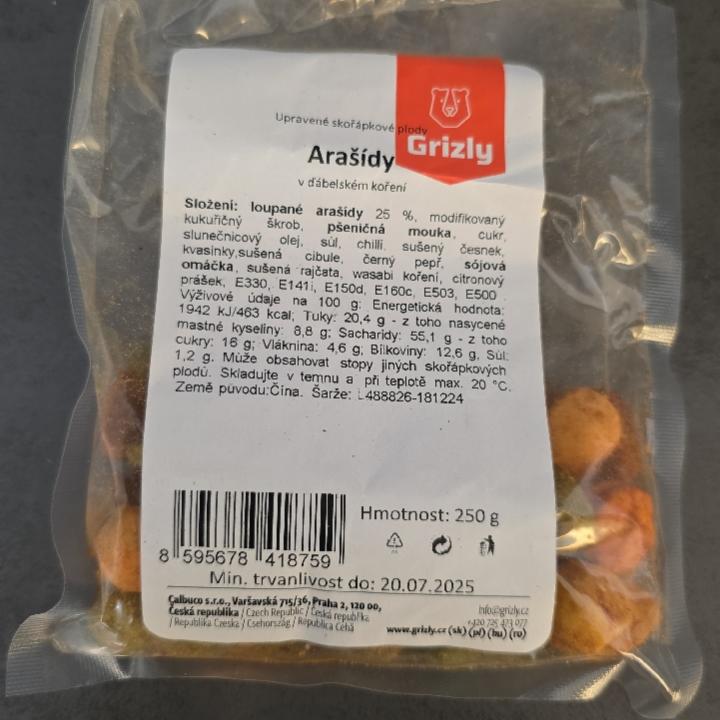 Upravené skořápkové plody
Grizly
Arašídy
v ďábelském koření
Složení: loupané arašídy 25 %, modifikovaný
kukuřičný škrob, pšeničná mouka, cukr,
slunečnicový olej, sůl, chilli, sušený česnek,
kvasinky,sušená cibule, černý pepř, sójová
omáčka, sušená rajčata, wasabi koření, citronový
prášek, E330, E141i, E150d, E160c, E503, E500 .
Výživové údaje na 100 g: Energetická hodnota:
1942 kJ/463 kcal; Tuky: 20,4 g - z toho nasycené
mastné kyseliny: 8,8 g; Sacharidy: 55,1 g - z toho
cukry: 16 g; Vláknina: 4,6 g; Bílkoviny: 12,6 g, Sůl:
1,2 g. Může obsahovat stopy jiných skořápkových
plodů. Skladujte v temnu a při teplotě max. 20 °C.
Země původu:Čína. Šarže: L488826-181224
Hmotnost: 250 g
8 595678 418759
Min. trvanlivost do: 20.07.2025
Calbuco s.r.o., Varšavská 715/36, Praha 2, 120 00,
Česká republika / Czech Republic / Česká republika
/ Republika Czeska / Csehország / Republica Cehă
info@grizly.cz
+420 725 473 077
www.grizly.cz (sk) (pl) (hu) (ro)